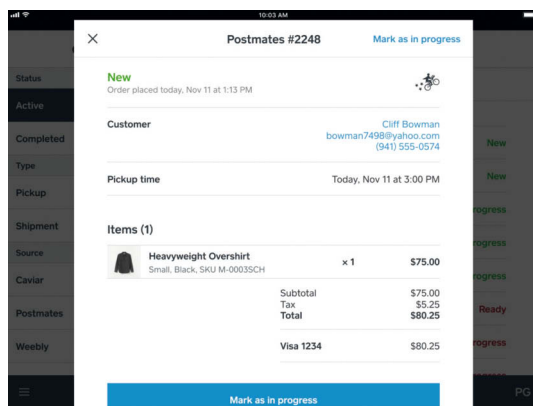 10:03 AM
Postmates #2248
Mark as in progress
New
Order placed today, Nov 11 at 1:13 PM
Customer
Cliff Bowman
bowman7498@yahoo.com
(941) 555-0574
Pickup time
Today, Nov 11 at 3:00 PM
Items (1)
Heavyweight Overshirt
× 1
$75.00
Small, Black, SKU M-0003SCH
Subtotal $75.00
Tax $5.25
Total $80.25
Visa 1234 $80.25
Mark as in progress
Status
Active
Completed
Type
Pickup
Shipment
Source
Caviar
Postmates
Weebly
New
New
rogress
rogress
rogress
Ready
rogress
PG